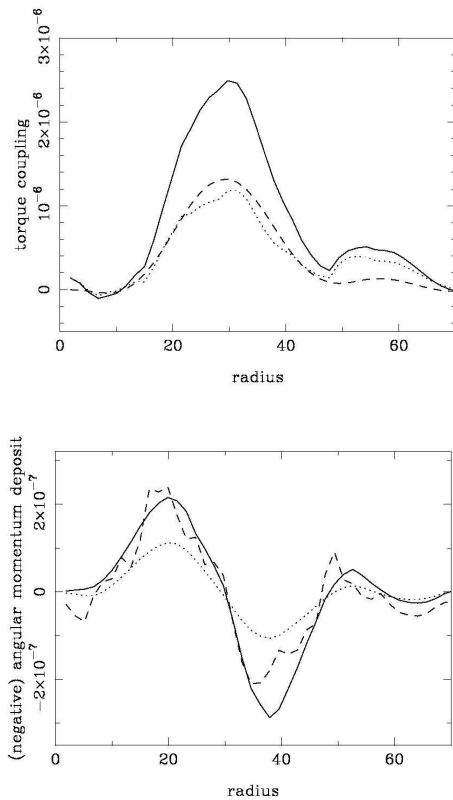 3×10⁻⁶
2×10⁻⁶
10⁻⁶
0
torque coupling
0 20 40 60
radius
2×10⁻⁷
0
−2×10⁻⁷
(negative) angular momentum deposit
0 20 40 60
radius